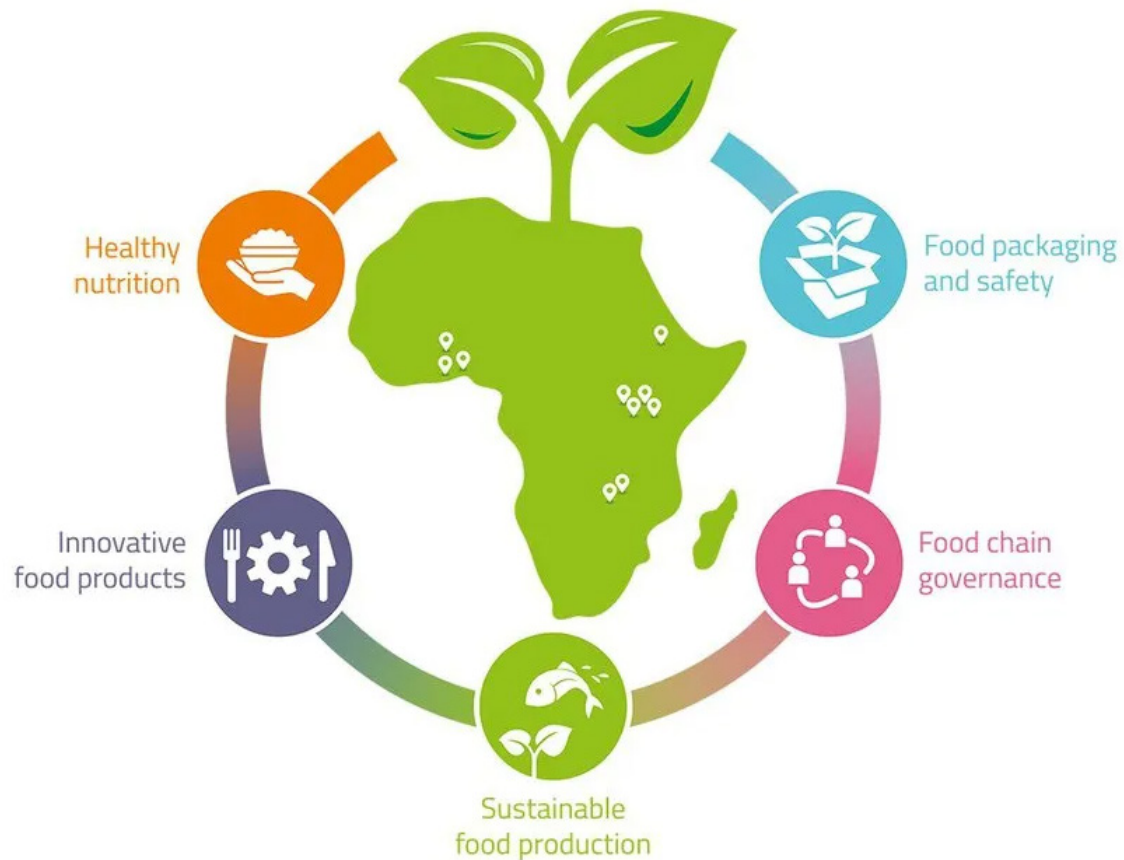 Healthy
nutrition
Food packaging
and safety
Innovative
food products
Food chain
governance
Sustainable
food production